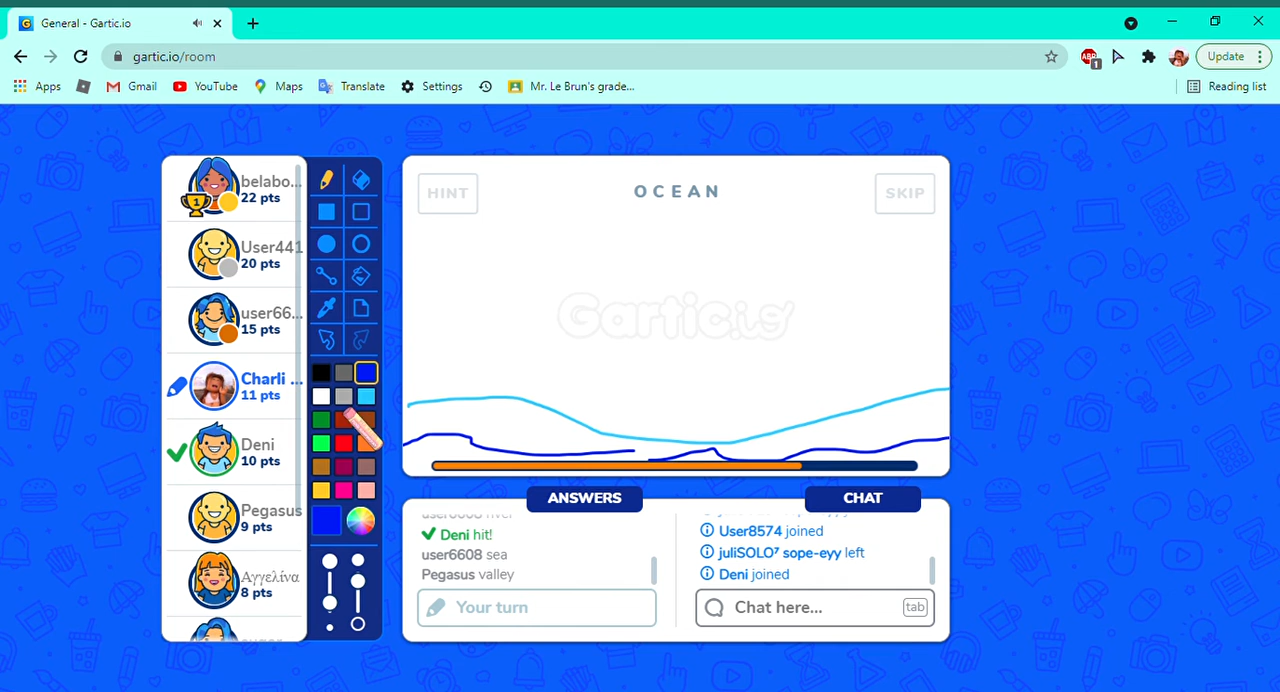 General - Gartic.io
gartic.io/room
Update
Apps
Gmail
YouTube
Maps
Translate
Settings
Mr. Le Brun's grade...
Reading list
belabo...
22 pts
User441
20 pts
user66...
15 pts
Charli ...
11 pts
Deni
10 pts
Pegasus
9 pts
Αγγελίνα
8 pts
HINT
OCEAN
SKIP
Gartic.io
ANSWERS
Deni hit!
user6608 sea
Pegasus valley
Your turn
CHAT
User8574 joined
juliSOLO⁷ sope-eyy left
Deni joined
Chat here...
tab
ABP
1
1